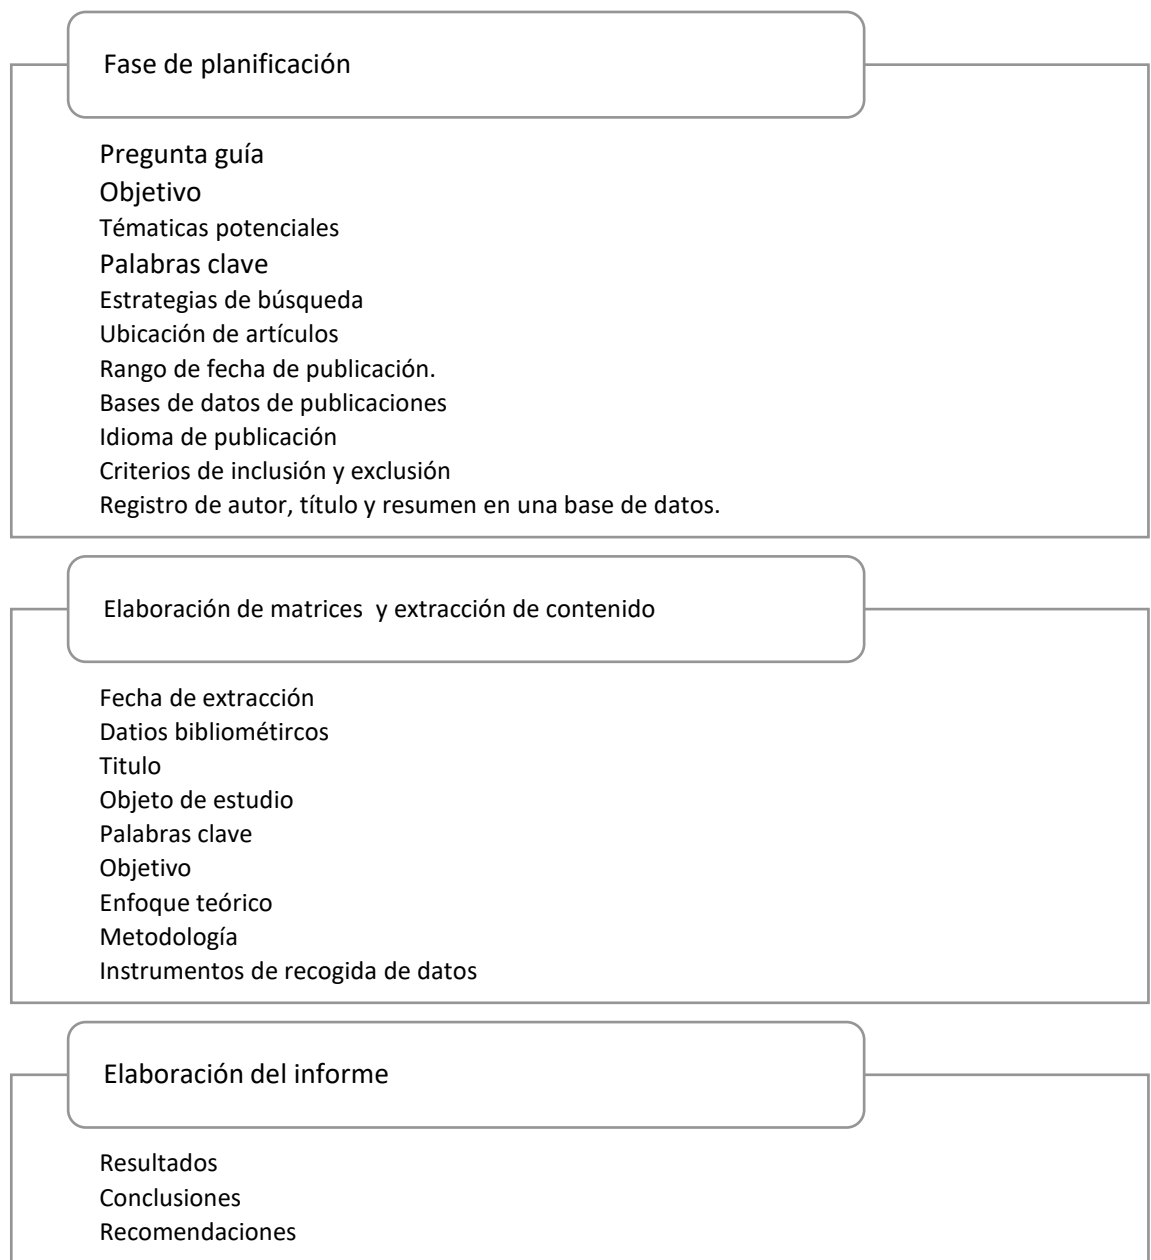 Fase de planificación
Pregunta guía
Objetivo
Tématicas potenciales
Palabras clave
Estrategias de búsqueda
Ubicación de artículos
Rango de fecha de publicación.
Bases de datos de publicaciones
Idioma de publicación
Criterios de inclusión y exclusión
Registro de autor, título y resumen en una base de datos.
Elaboración de matrices  y extracción de contenido
Fecha de extracción
Datios bibliométircos
Titulo
Objeto de estudio
Palabras clave
Objetivo
Enfoque teórico
Metodología
Instrumentos de recogida de datos
Elaboración del informe
Resultados
Conclusiones
Recomendaciones